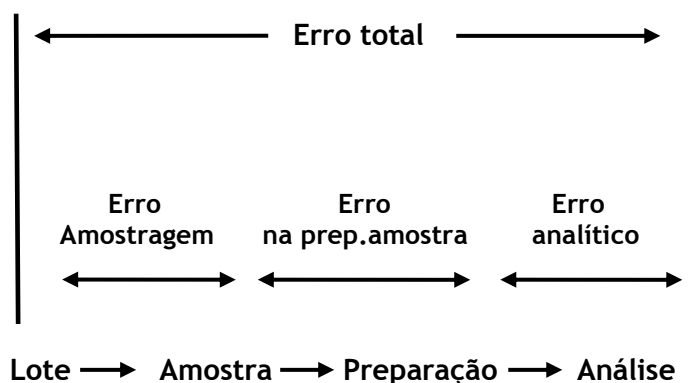 Erro total
Erro
Amostragem
Erro
na prep.amostra
Erro
analítico
Lote Amostra Preparação Análise